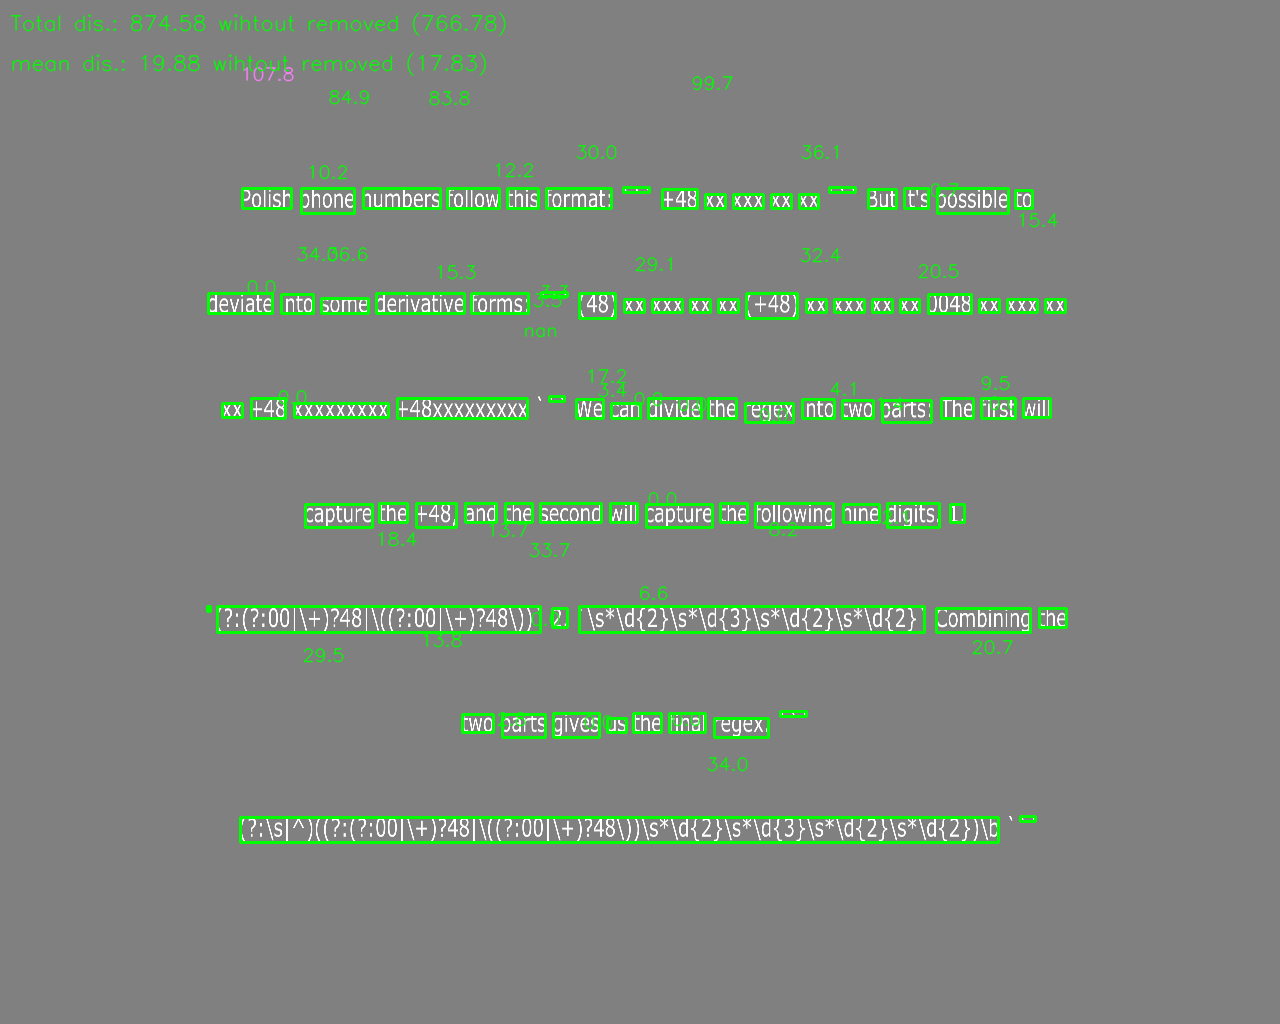 Total dis.: 874.58 wihtout removed (766.78)
mean dis.: 19.88 wihtout removed (17.83)
107.8
84.9 83.8 99.7
30.0 36.1
10.2 12.2
Polish phone numbers follow this format: ``` +48 xx xxx xx xx ``` But it's possible to
15.4
34.6 36.6 15.3 29.1 32.4 20.5
0.0
deviate into some derivative forms: ``` (48) xx xxx xx xx (+48) xx xxx xx xx 0048 xx xxx xx
nan
17.2 3.4 4.1 9.5
0.0
xx +48 xxxxxxxxx +48xxxxxxxxx ``` We can divide the regex into two parts: The first will
0.0
capture the +48, and the second will capture the following nine digits. 1.
18.4 13.7 33.7 8.2
6.6
`(?:(?:00|\+)?48|\((?:00|\+)?48\))` 2. `\s*\d{2}\s*\d{3}\s*\d{2}\s*\d{2}` Combining the
29.5 13.8 20.7
two parts gives us the final regex: ```
34.0
(?:\s|^)((?:(?:00|\+)?48|\((?:00|\+)?48\))\s*\d{2}\s*\d{3}\s*\d{2}\s*\d{2})\b ```